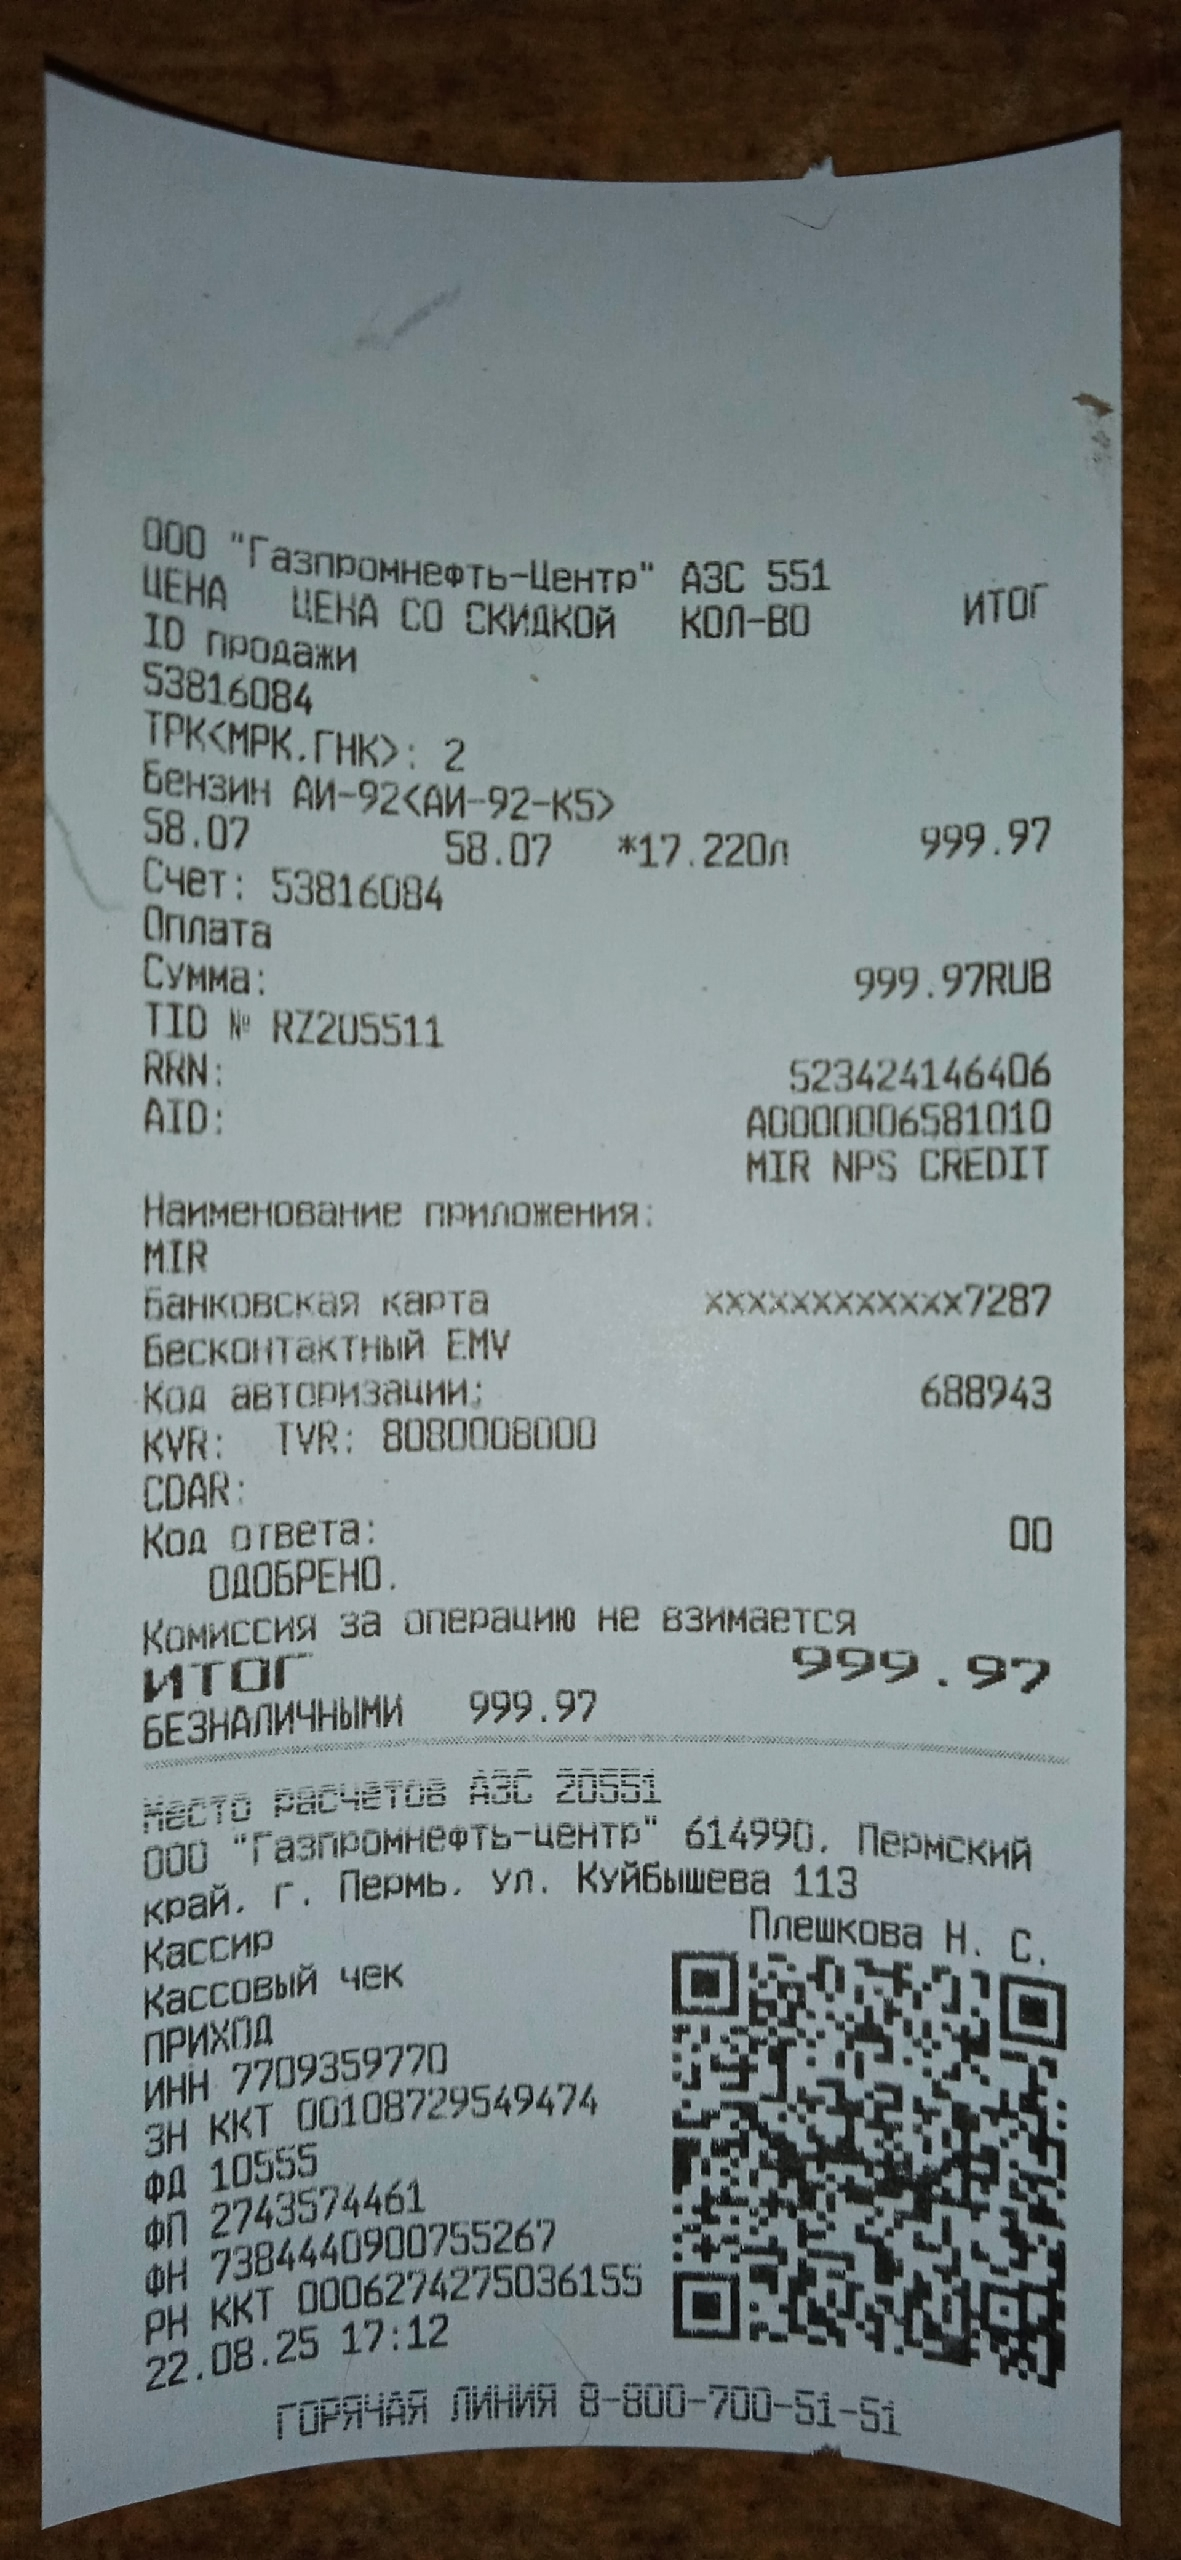 ООО "Газпромнефть-Центр" АЗС 551
ЦЕНА ЦЕНА СО СКИДКОЙ КОЛ-ВО ИТОГ
ID продажи
53816084
ТРК<МРК.ГНК>: 2
Бензин АИ-92<АИ-92-К5>
58.07 58.07 *17.220л 999.97
Счет: 53816084
Оплата
Сумма: 999.97RUB
TID № RZ205511
RRN: 523424146406
AID: A0000006581010
MIR NPS CREDIT
Наименование приложения:
MIR
Банковская карта xxxxxxxxxxxx7287
Бесконтактный EMV
Код авторизации: 688943
KVR: TVR: 8080008000
CDAR:
Код ответа: 00
ОДОБРЕНО.
Комиссия за операцию не взимается
ИТОГ 999.97
БЕЗНАЛИЧНЫМИ 999.97
Место расчетов АЗС 20551
ООО "Газпромнефть-центр" 614990, Пермский
край, г. Пермь, ул. Куйбышева 113
Кассир Плешкова Н. С.
Кассовый чек
ПРИХОД
ИНН 7709359770
ЗН ККТ 00108729549474
ФД 10555
ФП 2743574461
ФН 7384440900755267
РН ККТ 0006274275036155
22.08.25 17:12
ГОРЯЧАЯ ЛИНИЯ 8-800-700-51-51